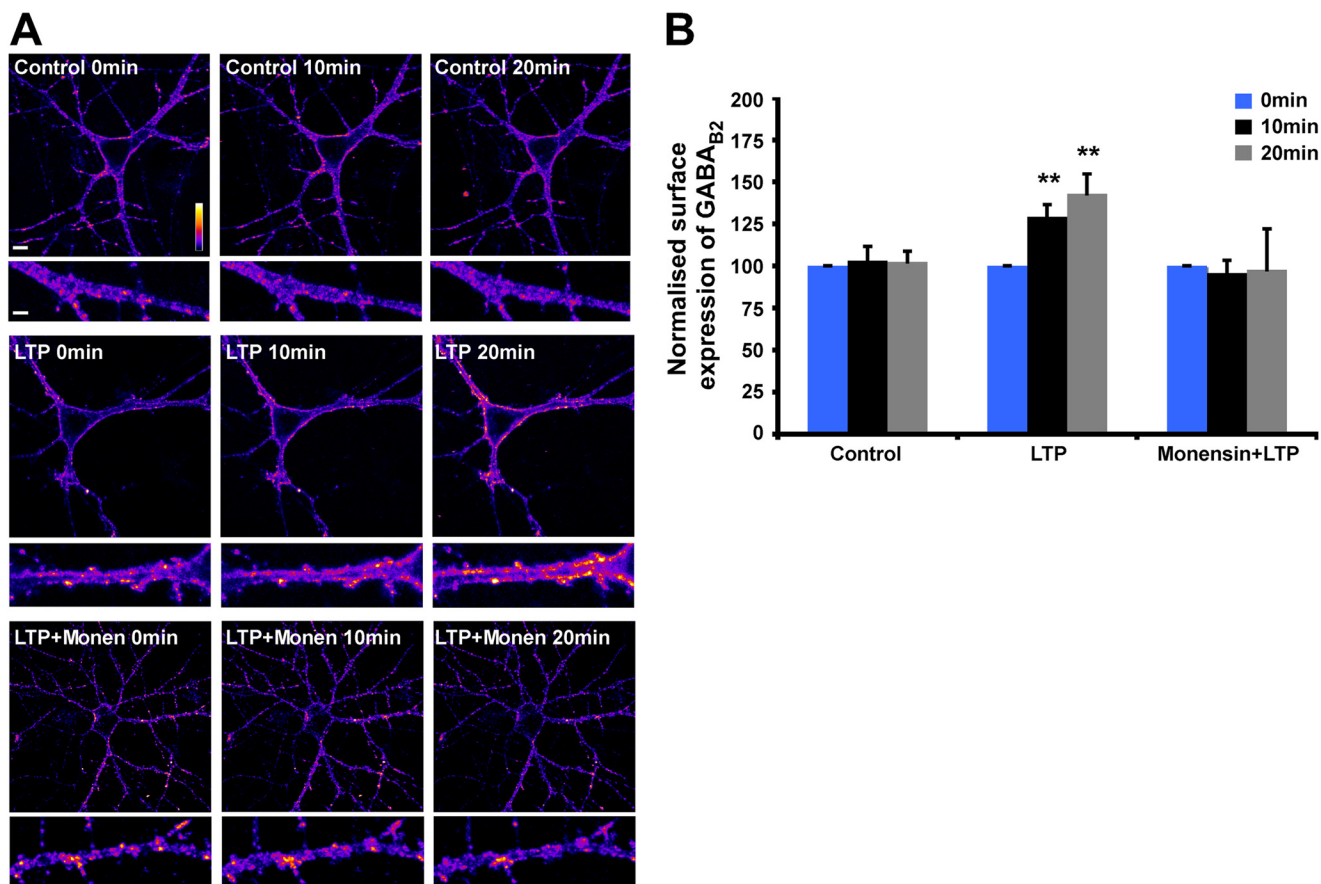 A
Control 0min
Control 10min
Control 20min
LTP 0min
LTP 10min
LTP 20min
LTP+Monen 0min
LTP+Monen 10min
LTP+Monen 20min
B
Normalised surface
expression of GABAB2
200
175
150
125
100
75
50
25
0
0min
10min
20min
**
**
Control
LTP
Monensin+LTP